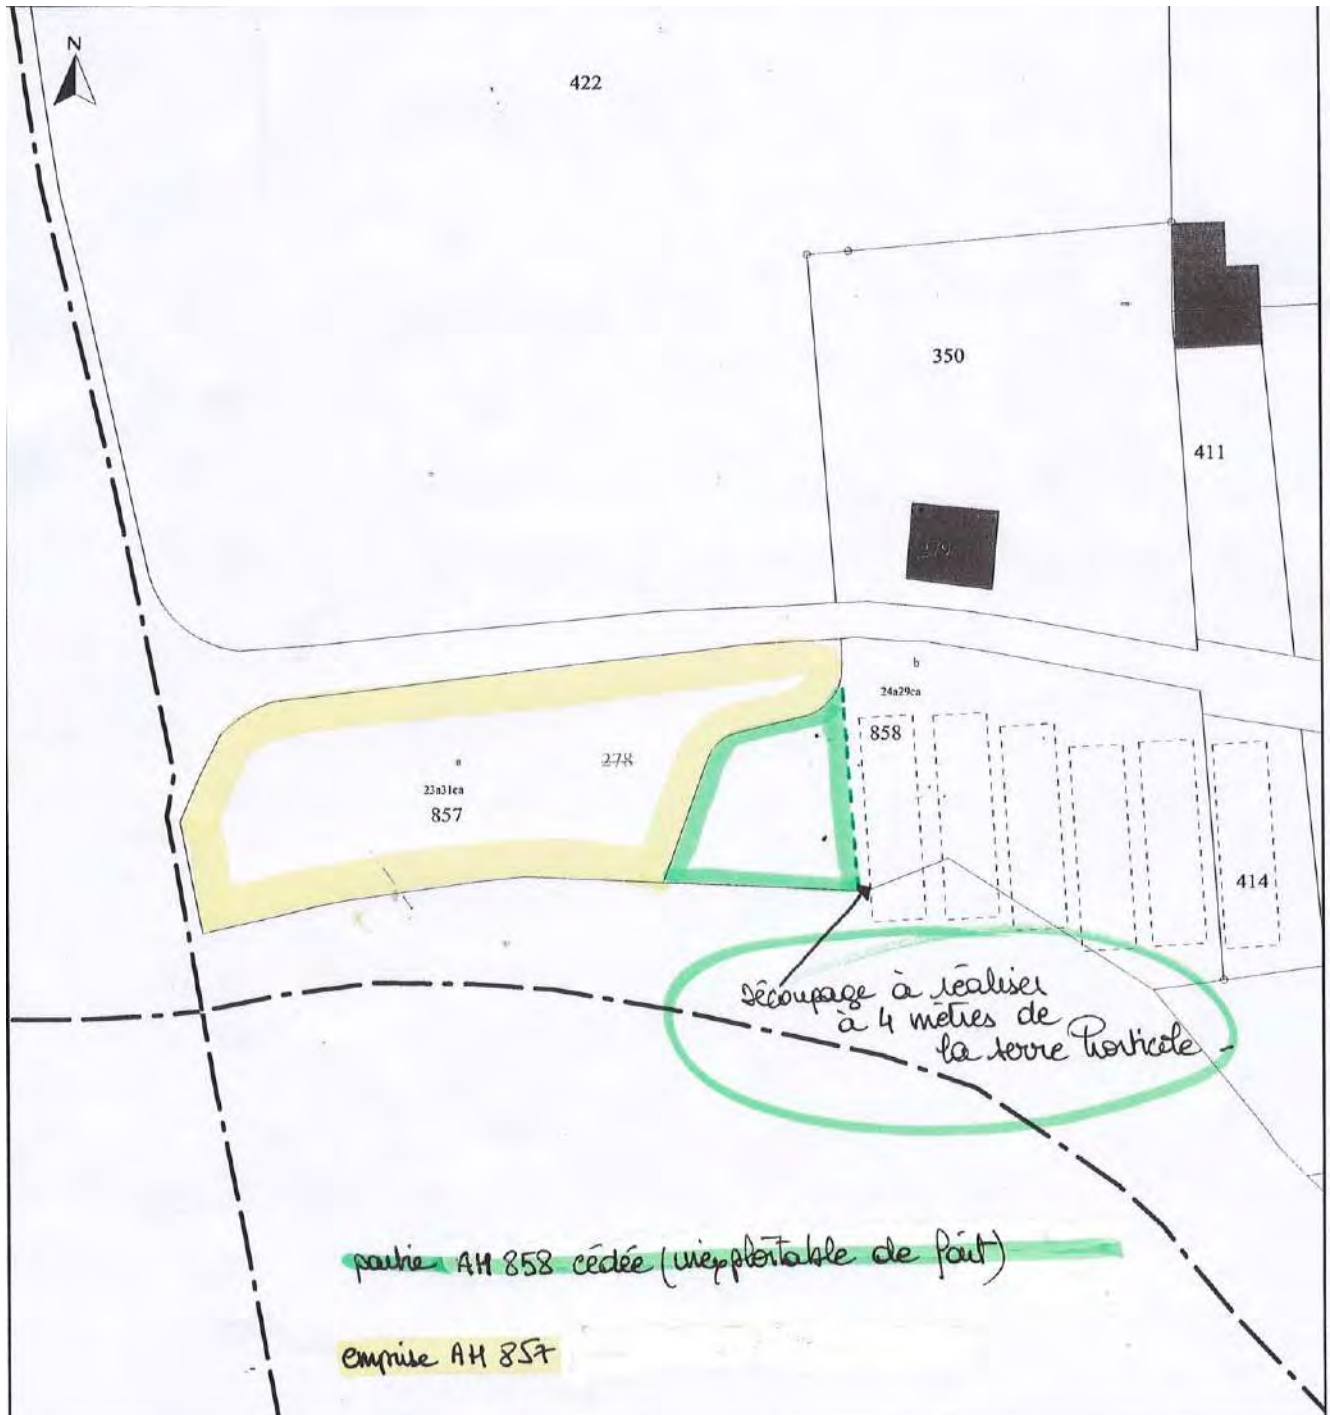 N
422
350
411
279
b
24a29ca
858
278
a
23a31ca
857
414
Découpage à réaliser
à 4 mètres de
la serre horticole
partie AH 858 cédée (inexploitable de fait)
emprise AH 857